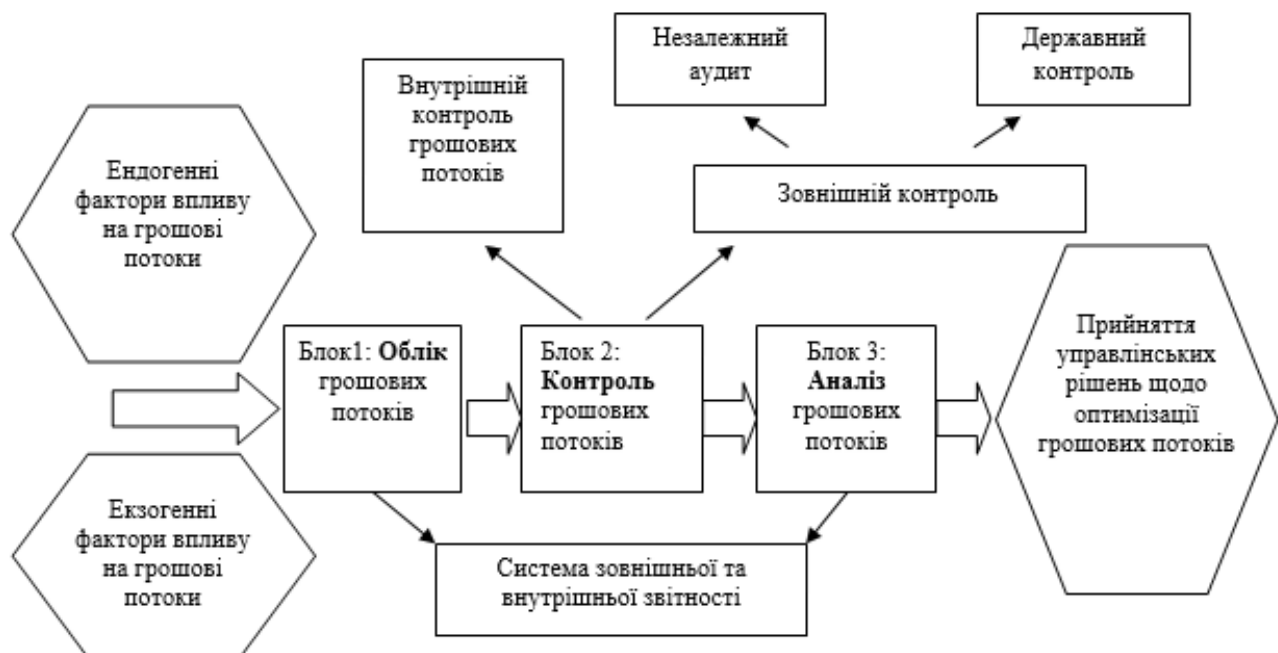 Незалежний
аудит
Державний
контроль
Внутрішній
контроль
грошових
потоків
Зовнішній контроль
Ендогенні
фактори впливу
на грошові
потоки
Блок1: Облік
грошових
потоків
Блок 2:
Контроль
грошових
потоків
Блок 3:
Аналіз
грошових
потоків
Прийняття
управлінських
рішень щодо
оптимізації
грошових потоків
Екзогенні
фактори впливу
на грошові
потоки
Система зовнішньої та
внутрішньої звітності